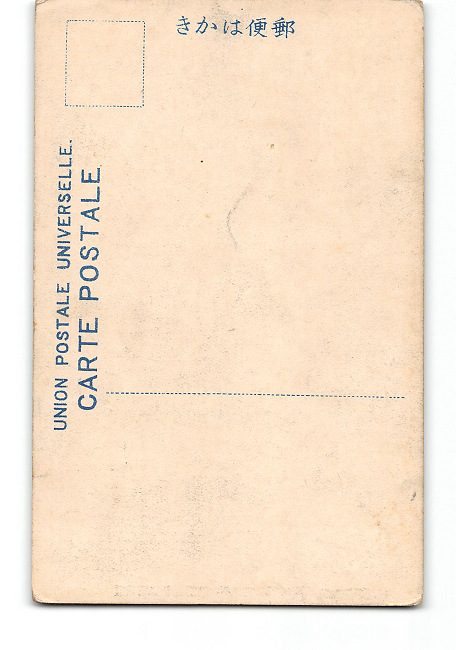 郵便はかき
UNION POSTALE UNIVERSELLE.
CARTE POSTALE